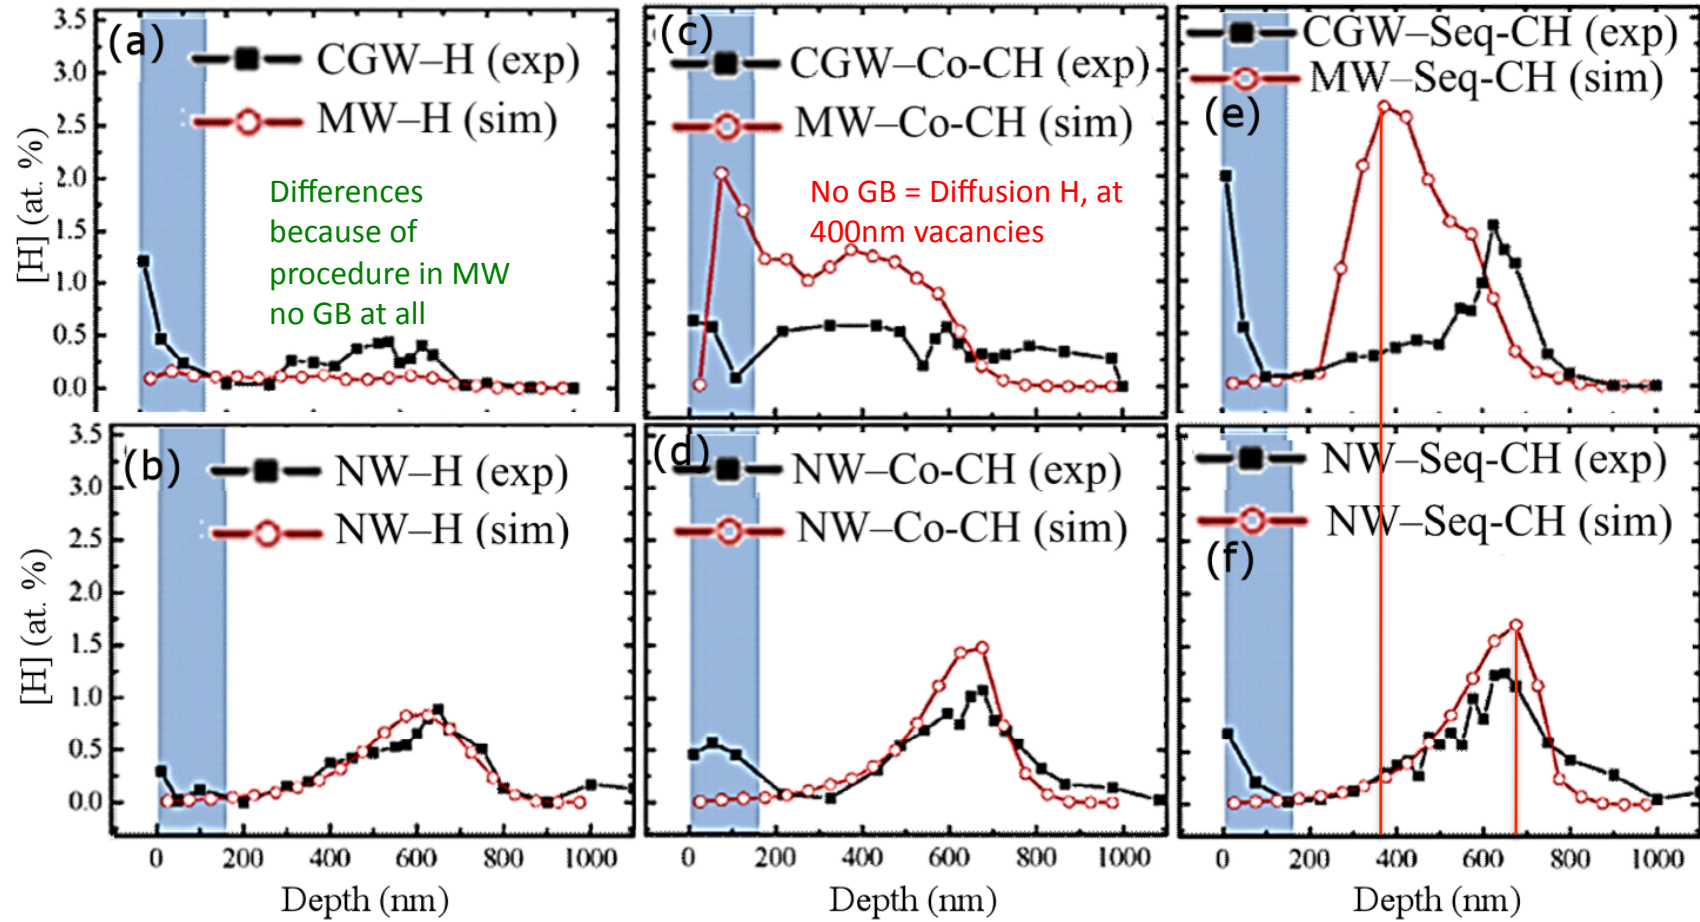 (a)
CGW–H (exp)
MW–H (sim)
Differences
because of
procedure in MW
no GB at all
3.5
3.0
2.5
2.0
1.5
1.0
0.5
0.0
[H] (at. %)
(c)
CGW–Co-CH (exp)
MW–Co-CH (sim)
No GB = Diffusion H, at
400nm vacancies
CGW–Seq-CH (exp)
MW–Seq-CH (sim)
(e)
(b)
NW–H (exp)
NW–H (sim)
3.5
3.0
2.5
2.0
1.5
1.0
0.5
0.0
[H] (at. %)
0 200 400 600 800 1000
Depth (nm)
(d)
NW–Co-CH (exp)
NW–Co-CH (sim)
0 200 400 600 800 1000
Depth (nm)
NW–Seq-CH (exp)
NW–Seq-CH (sim)
(f)
0 200 400 600 800 1000
Depth (nm)